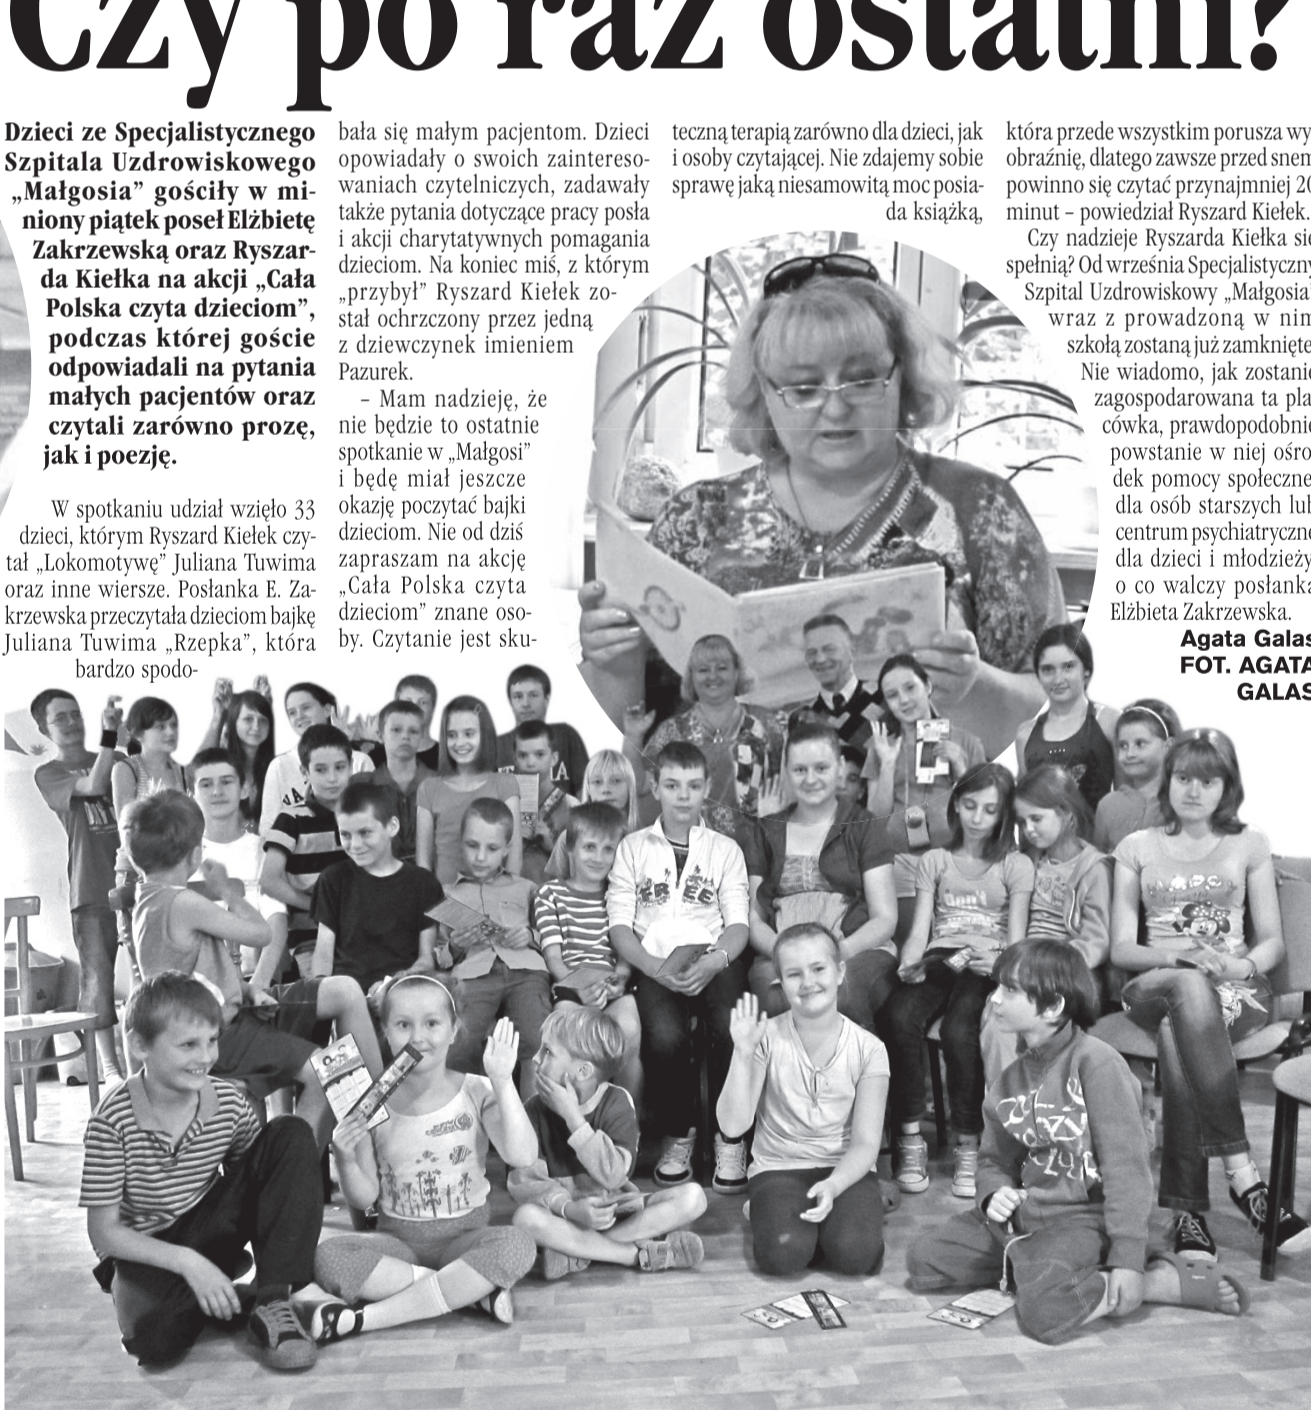 Czy po raz ostatni?
Dzieci ze Specjalistycznego
Szpitala Uzdrowiskowego
„Małgosia” gościły w mi-
niony piątek poseł Elżbietę
Zakrzewską oraz Ryszar-
da Kiełka na akcji „Cała
Polska czyta dzieciom”,
podczas której goście
odpowiadali na pytania
małych pacjentów oraz
czytali zarówno prozę,
jak i poezję.
W spotkaniu udział wzięło 33
dzieci, którym Ryszard Kiełek czy-
tał „Lokomotywę” Juliana Tuwima
oraz inne wiersze. Posłanka E. Za-
krzewska przeczytała dzieciom bajkę
Juliana Tuwima „Rzepka”, która
bardzo spodo-
bała się małym pacjentom. Dzieci
opowiadały o swoich zaintereso-
waniach czytelniczych, zadawały
także pytania dotyczące pracy posła
i akcji charytatywnych pomagania
dzieciom. Na koniec miś, z którym
„przybył” Ryszard Kiełek zo-
stał ochrzczony przez jedną
z dziewczynek imieniem
Pazurek.
– Mam nadzieję, że
nie będzie to ostatnie
spotkanie w „Małgosi”
i będę miał jeszcze
okazję poczytać bajki
dzieciom. Nie od dziś
zapraszam na akcję
„Cała Polska czyta
dzieciom” znane oso-
by. Czytanie jest sku-
teczną terapią zarówno dla dzieci, jak
i osoby czytającej. Nie zdajemy sobie
sprawę jaką niesamowitą moc posia-
da książka,
która przede wszystkim porusza wy
obraźnię, dlatego zawsze przed snem
powinno się czytać przynajmniej 20
minut – powiedział Ryszard Kiełek.
Czy nadzieje Ryszarda Kiełka się
spełnią? Od września Specjalistyczny
Szpital Uzdrowiskowy „Małgosia”
wraz z prowadzoną w nim
szkołą zostaną już zamknięte
Nie wiadomo, jak zostanie
zagospodarowana ta pla
cówka, prawdopodobnie
powstanie w niej ośro
dek pomocy społeczne
dla osób starszych lub
centrum psychiatryczne
dla dzieci i młodzieży
o co walczy posłanka
Elżbieta Zakrzewska.
Agata Galas
FOT. AGATA
GALAS